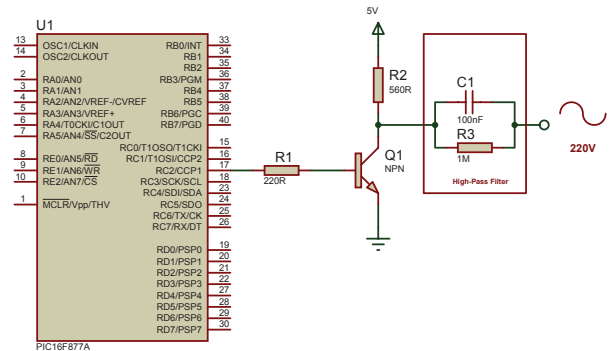 U1
13 OSC1/CLKIN
14 OSC2/CLKOUT
2 RA0/AN0
3 RA1/AN1
4 RA2/AN2/VREF-/CVREF
5 RA3/AN3/VREF+
6 RA4/T0CKI/C1OUT
7 RA5/AN4/SS/C2OUT
8 RE0/AN5/RD
9 RE1/AN6/WR
10 RE2/AN7/CS
1 MCLR/Vpp/THV
RB0/INT 33
RB1 34
RB2 35
RB3/PGM 36
RB4 37
RB5 38
RB6/PGC 39
RB7/PGD 40
RC0/T1OSO/T1CKI 15
RC1/T1OSI/CCP2 16
RC2/CCP1 17
RC3/SCK/SCL 18
RC4/SDI/SDA 23
RC5/SDO 24
RC6/TX/CK 25
RC7/RX/DT 26
RD0/PSP0 19
RD1/PSP1 20
RD2/PSP2 21
RD3/PSP3 22
RD4/PSP4 27
RD5/PSP5 28
RD6/PSP6 29
RD7/PSP7 30
PIC16F877A
R1
220R
5V
R2
560R
Q1
NPN
C1
100nF
R3
1M
High-Pass Filter
220V